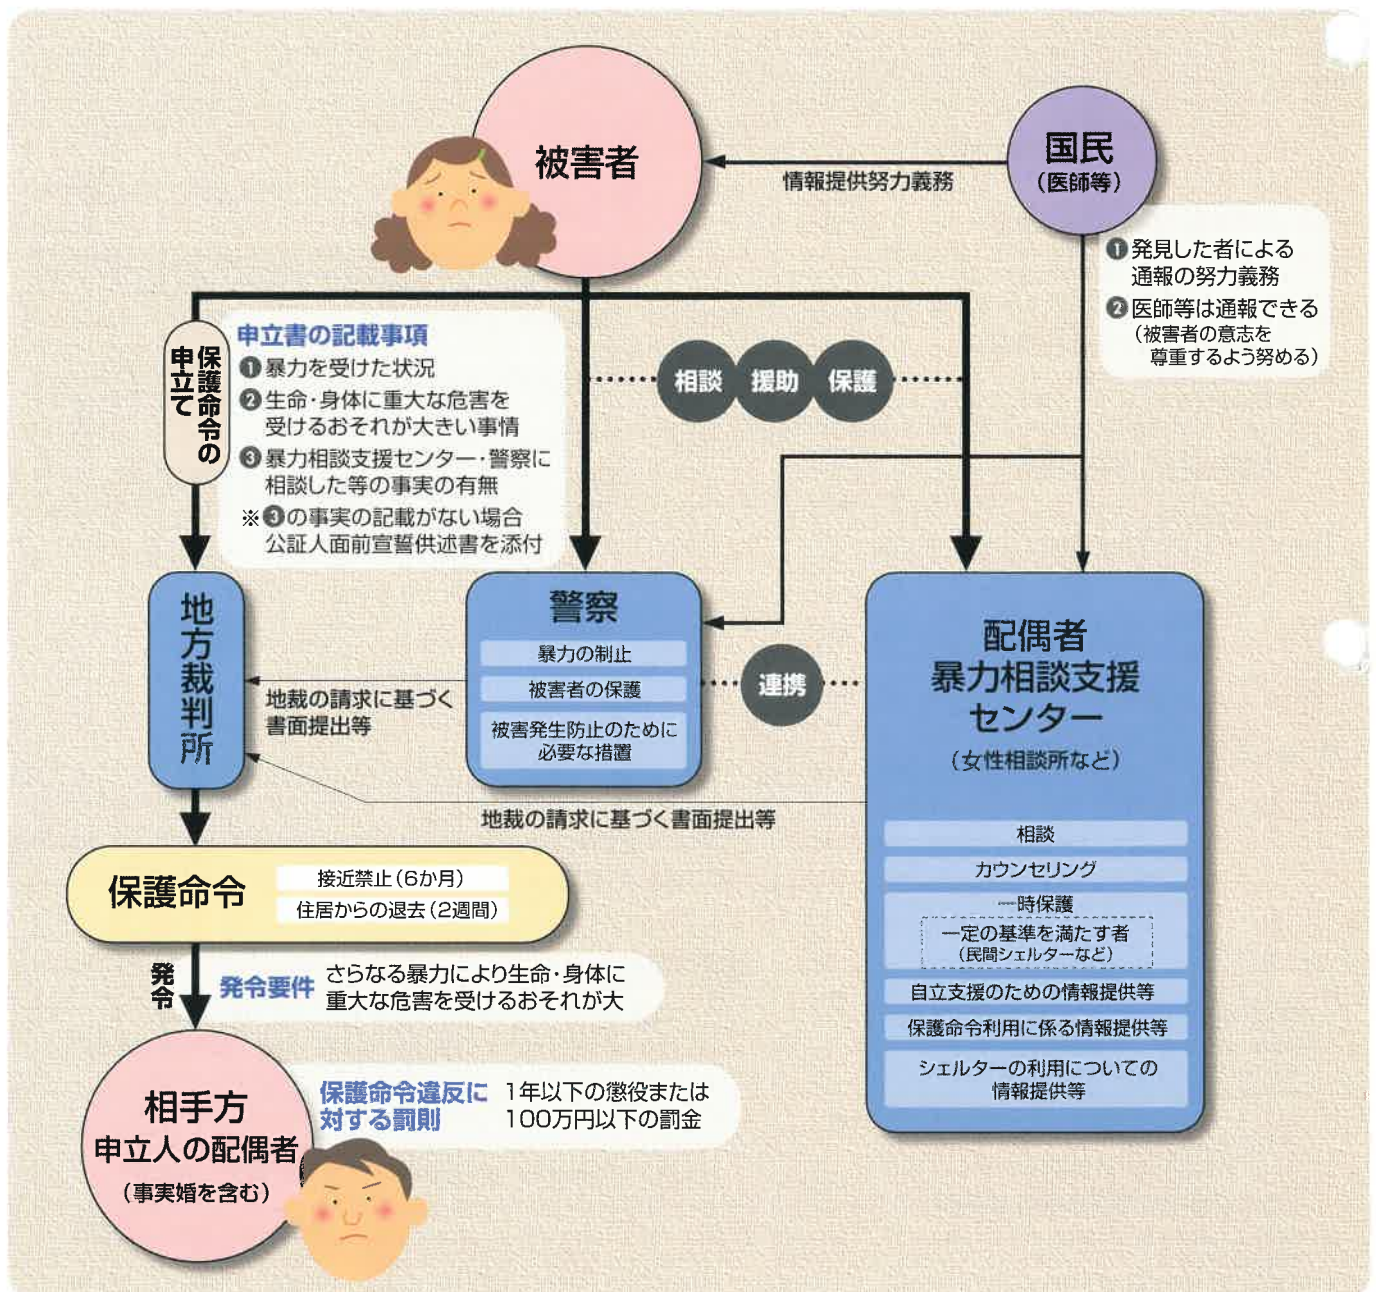 被害者
国民
（医師等）
情報提供努力義務
❶発見した者による
通報の努力義務
❷医師等は通報できる
（被害者の意志を
尊重するよう努める）
保護命令の
申立て
申立書の記載事項
❶暴力を受けた状況
❷生命・身体に重大な危害を
受けるおそれが大きい事情
❸暴力相談支援センター・警察に
相談した等の事実の有無
※❸の事実の記載がない場合
公証人面前宣誓供述書を添付
相談
援助
保護
地方裁判所
警察
暴力の制止
被害者の保護
被害発生防止のために
必要な措置
地裁の請求に基づく
書面提出等
連携
配偶者
暴力相談支援
センター
（女性相談所など）
地裁の請求に基づく書面提出等
相談
カウンセリング
一時保護
一定の基準を満たす者
（民間シェルターなど）
自立支援のための情報提供等
保護命令利用に係る情報提供等
シェルターの利用についての
情報提供等
保護命令
接近禁止（6か月）
住居からの退去（2週間）
発令
発令要件
さらなる暴力により生命・身体に
重大な危害を受けるおそれが大
相手方
申立人の配偶者
（事実婚を含む）
保護命令違反に
対する罰則
1年以下の懲役または
100万円以下の罰金